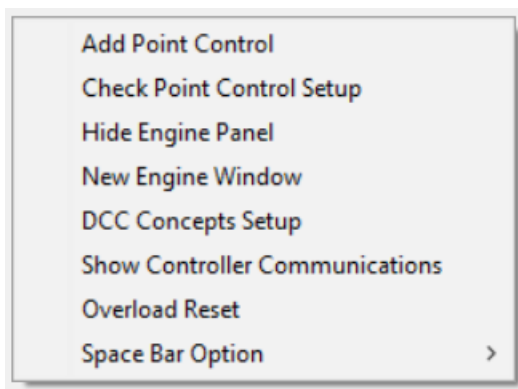 Add Point Control
Check Point Control Setup
Hide Engine Panel
New Engine Window
DCC Concepts Setup
Show Controller Communications
Overload Reset
Space Bar Option